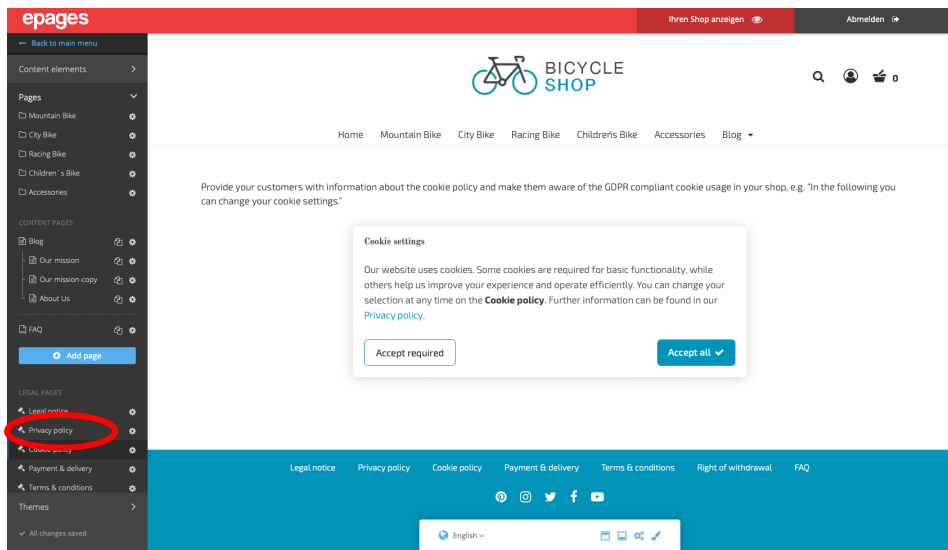 epages
Ihren Shop anzeigen
Abmelden
← Back to main menu
Content elements
Pages
Mountain Bike
City Bike
Racing Bike
Children´s Bike
Accessories
CONTENT PAGES
Blog
Our mission
Our mission-copy
About Us
FAQ
Add page
LEGAL PAGES
Legal notice
Privacy policy
Cookie policy
Payment & delivery
Terms & conditions
Themes
All changes saved
BICYCLE
SHOP
0
Home Mountain Bike City Bike Racing Bike Childreńs Bike Accessories Blog
Provide your customers with information about the cookie policy and make them aware of the GDPR compliant cookie usage in your shop, e.g. "In the following you
can change your cookie settings."
Cookie settings
Our website uses cookies. Some cookies are required for basic functionality, while
others help us improve your experience and operate efficiently. You can change your
selection at any time on the Cookie policy. Further information can be found in our
Privacy policy.
Accept required
Accept all
Legal notice Privacy policy Cookie policy Payment & delivery Terms & conditions Right of withdrawal FAQ
English